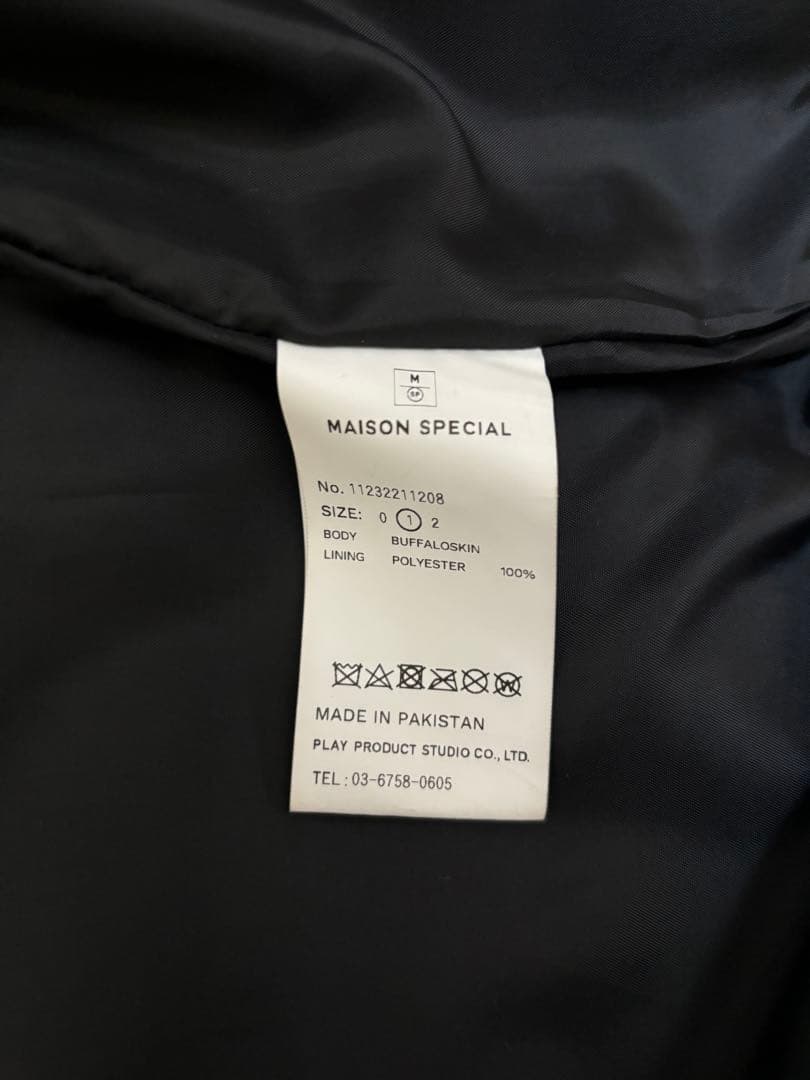 M
SP
MAISON SPECIAL
No. 11232211208
SIZE: 0 1 2
BODY BUFFALOSKIN
LINING POLYESTER 100%
W
MADE IN PAKISTAN
PLAY PRODUCT STUDIO CO., LTD.
TEL : 03-6758-0605